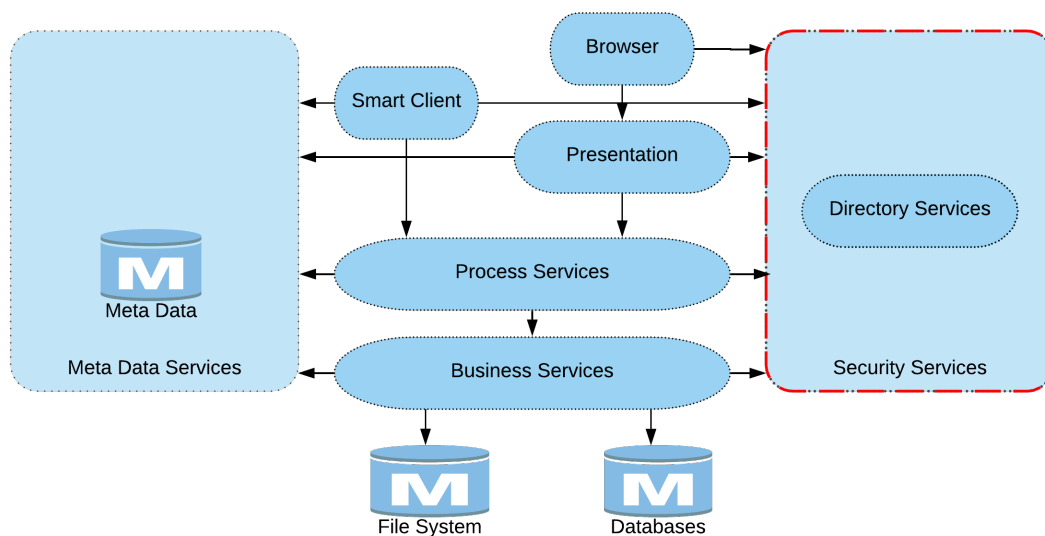 Browser
Smart Client
Presentation
Directory Services
Process Services
M
Meta Data
Meta Data Services
Business Services
Security Services
M
M
File System
Databases